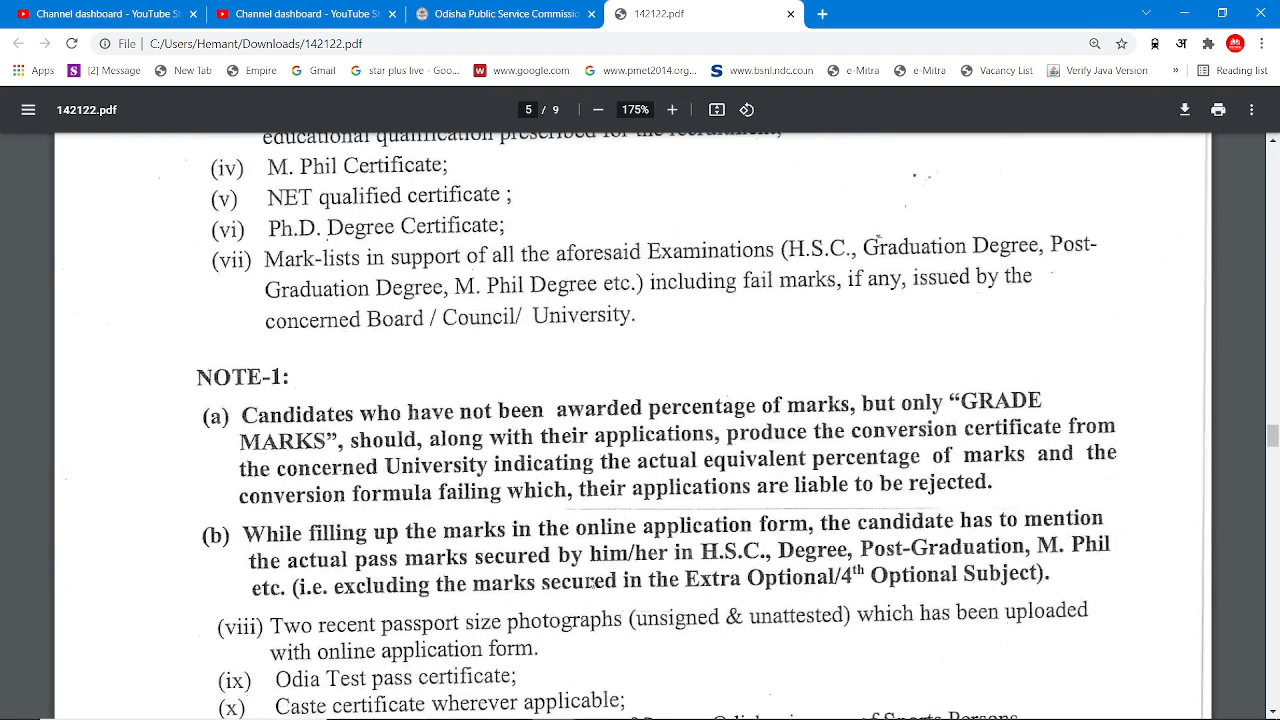 Channel dashboard - YouTube St
Channel dashboard - YouTube St
Odisha Public Service Commissio
142122.pdf
File
C:/Users/Hemant/Downloads/142122.pdf
अ
Apps
[2] Message
New Tab
Empire
Gmail
star plus live - Goo...
www.google.com
www.pmet2014.org...
www.bsnl.ndc.co.in
e-Mitra
e-Mitra
Vacancy List
Verify Java Version
»
Reading list
142122.pdf
5 / 9
175%
educational qualification prescribed for the recruitment;
(iv) M. Phil Certificate;
(v) NET qualified certificate ;
(vi) Ph.D. Degree Certificate;
(vii) Mark-lists in support of all the aforesaid Examinations (H.S.C., Graduation Degree, Post-
Graduation Degree, M. Phil Degree etc.) including fail marks, if any, issued by the
concerned Board / Council/ University.
NOTE-1:
(a) Candidates who have not been awarded percentage of marks, but only “GRADE
MARKS”, should, along with their applications, produce the conversion certificate from
the concerned University indicating the actual equivalent percentage of marks and the
conversion formula failing which, their applications are liable to be rejected.
(b) While filling up the marks in the online application form, the candidate has to mention
the actual pass marks secured by him/her in H.S.C., Degree, Post-Graduation, M. Phil
etc. (i.e. excluding the marks secured in the Extra Optional/4th Optional Subject).
(viii) Two recent passport size photographs (unsigned & unattested) which has been uploaded
with online application form.
(ix) Odia Test pass certificate;
(x) Caste certificate wherever applicable;
of Sports Persons